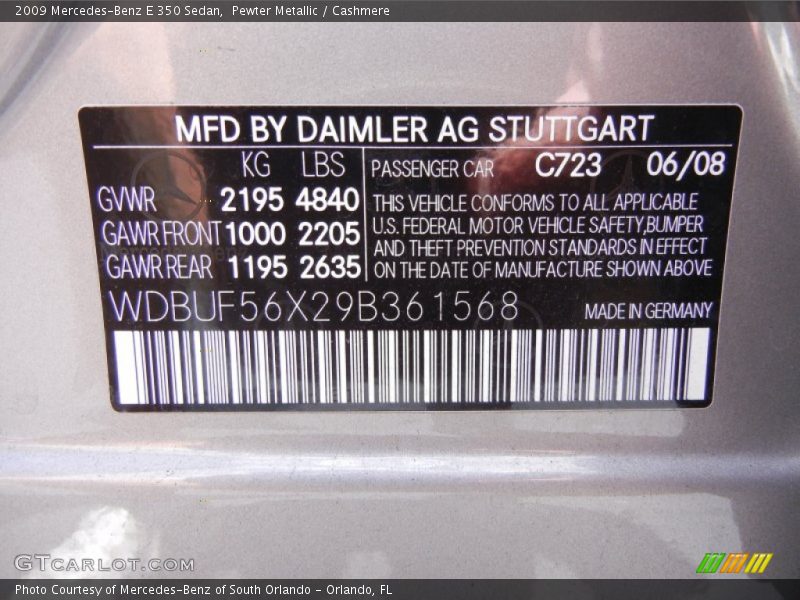 2009 Mercedes-Benz E 350 Sedan, Pewter Metallic / Cashmere
MFD BY DAIMLER AG STUTTGART
KG LBS
GVWR 2195 4840
GAWR FRONT 1000 2205
GAWR REAR 1195 2635
PASSENGER CAR C723 06/08
THIS VEHICLE CONFORMS TO ALL APPLICABLE
U.S. FEDERAL MOTOR VEHICLE SAFETY,BUMPER
AND THEFT PREVENTION STANDARDS IN EFFECT
ON THE DATE OF MANUFACTURE SHOWN ABOVE
WDBUF56X29B361568
MADE IN GERMANY
GTCARLOT.COM
Photo Courtesy of Mercedes-Benz of South Orlando - Orlando, FL